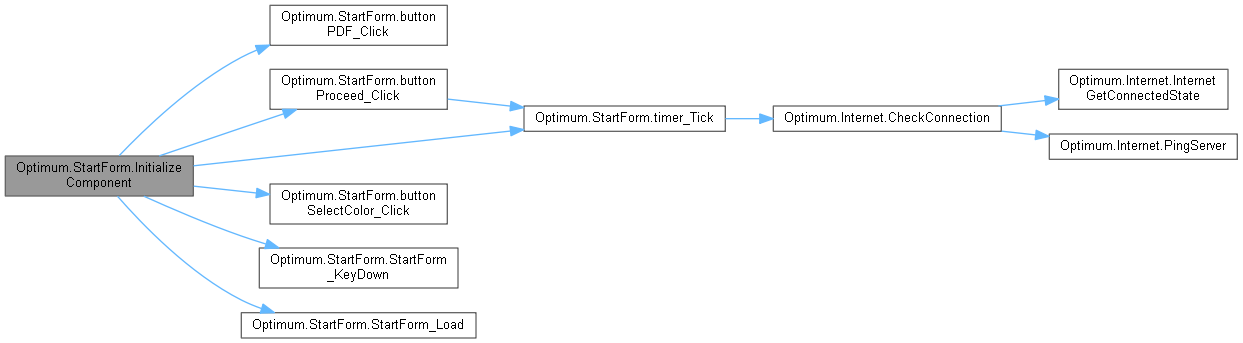 Optimum.StartForm.Initialize
Component
Optimum.StartForm.button
PDF_Click
Optimum.StartForm.button
Proceed_Click
Optimum.StartForm.timer_Tick
Optimum.Internet.CheckConnection
Optimum.Internet.Internet
GetConnectedState
Optimum.Internet.PingServer
Optimum.StartForm.button
SelectColor_Click
Optimum.StartForm.StartForm
_KeyDown
Optimum.StartForm.StartForm_Load